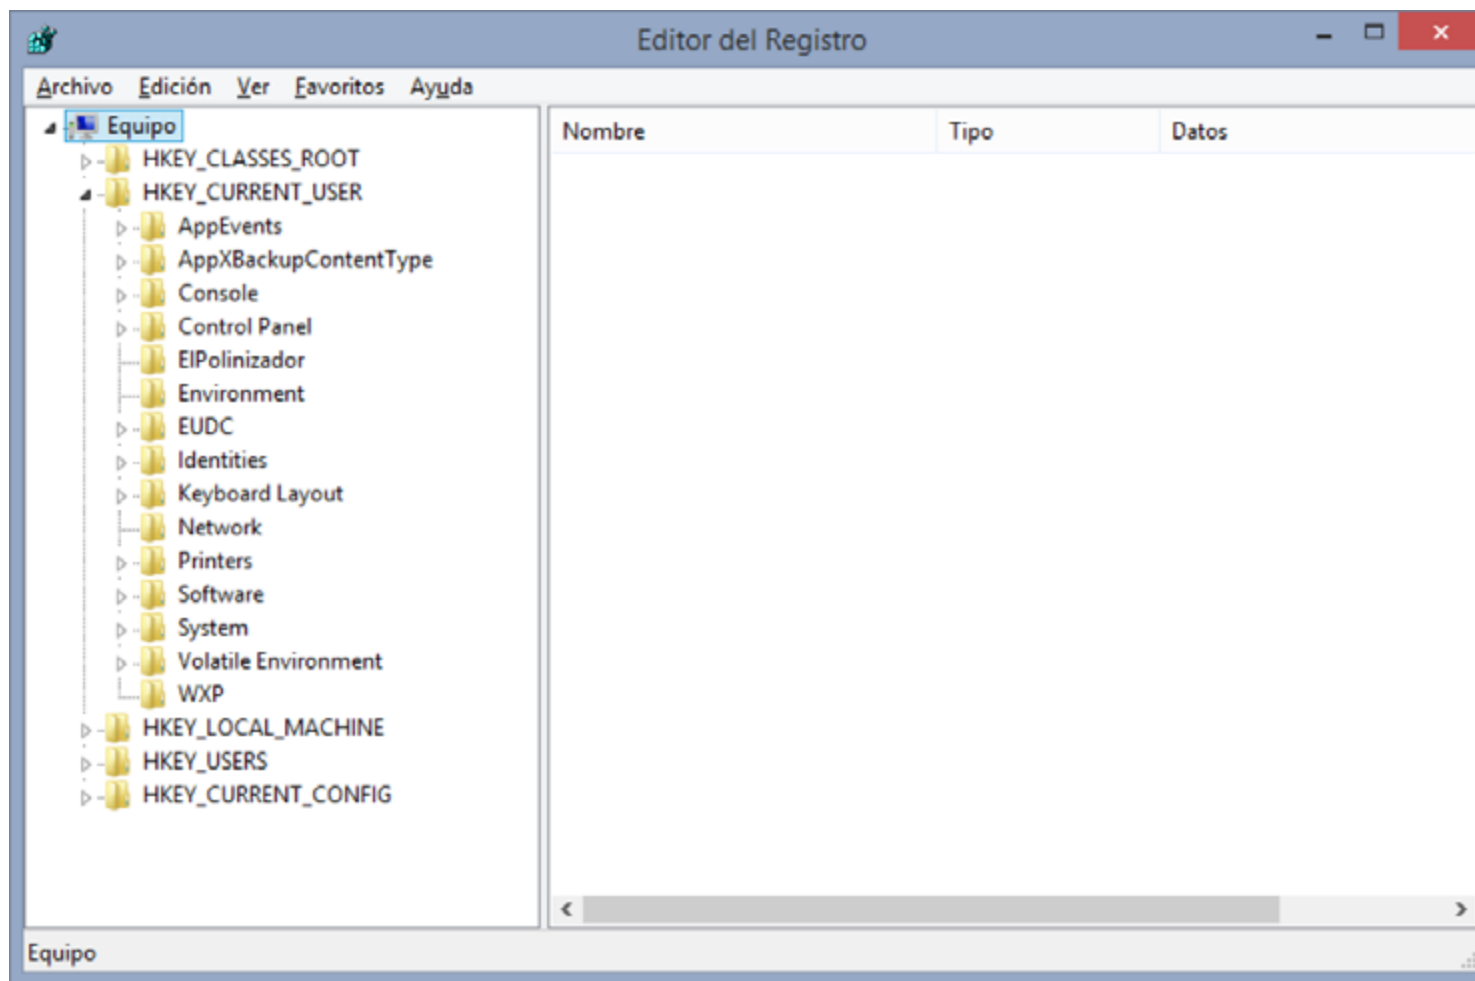 Editor del Registro
Archivo Edición Ver Favoritos Ayuda
Equipo
HKEY_CLASSES_ROOT
HKEY_CURRENT_USER
AppEvents
AppXBackupContentType
Console
Control Panel
ElPolinizador
Environment
EUDC
Identities
Keyboard Layout
Network
Printers
Software
System
Volatile Environment
WXP
HKEY_LOCAL_MACHINE
HKEY_USERS
HKEY_CURRENT_CONFIG
Nombre Tipo Datos
Equipo